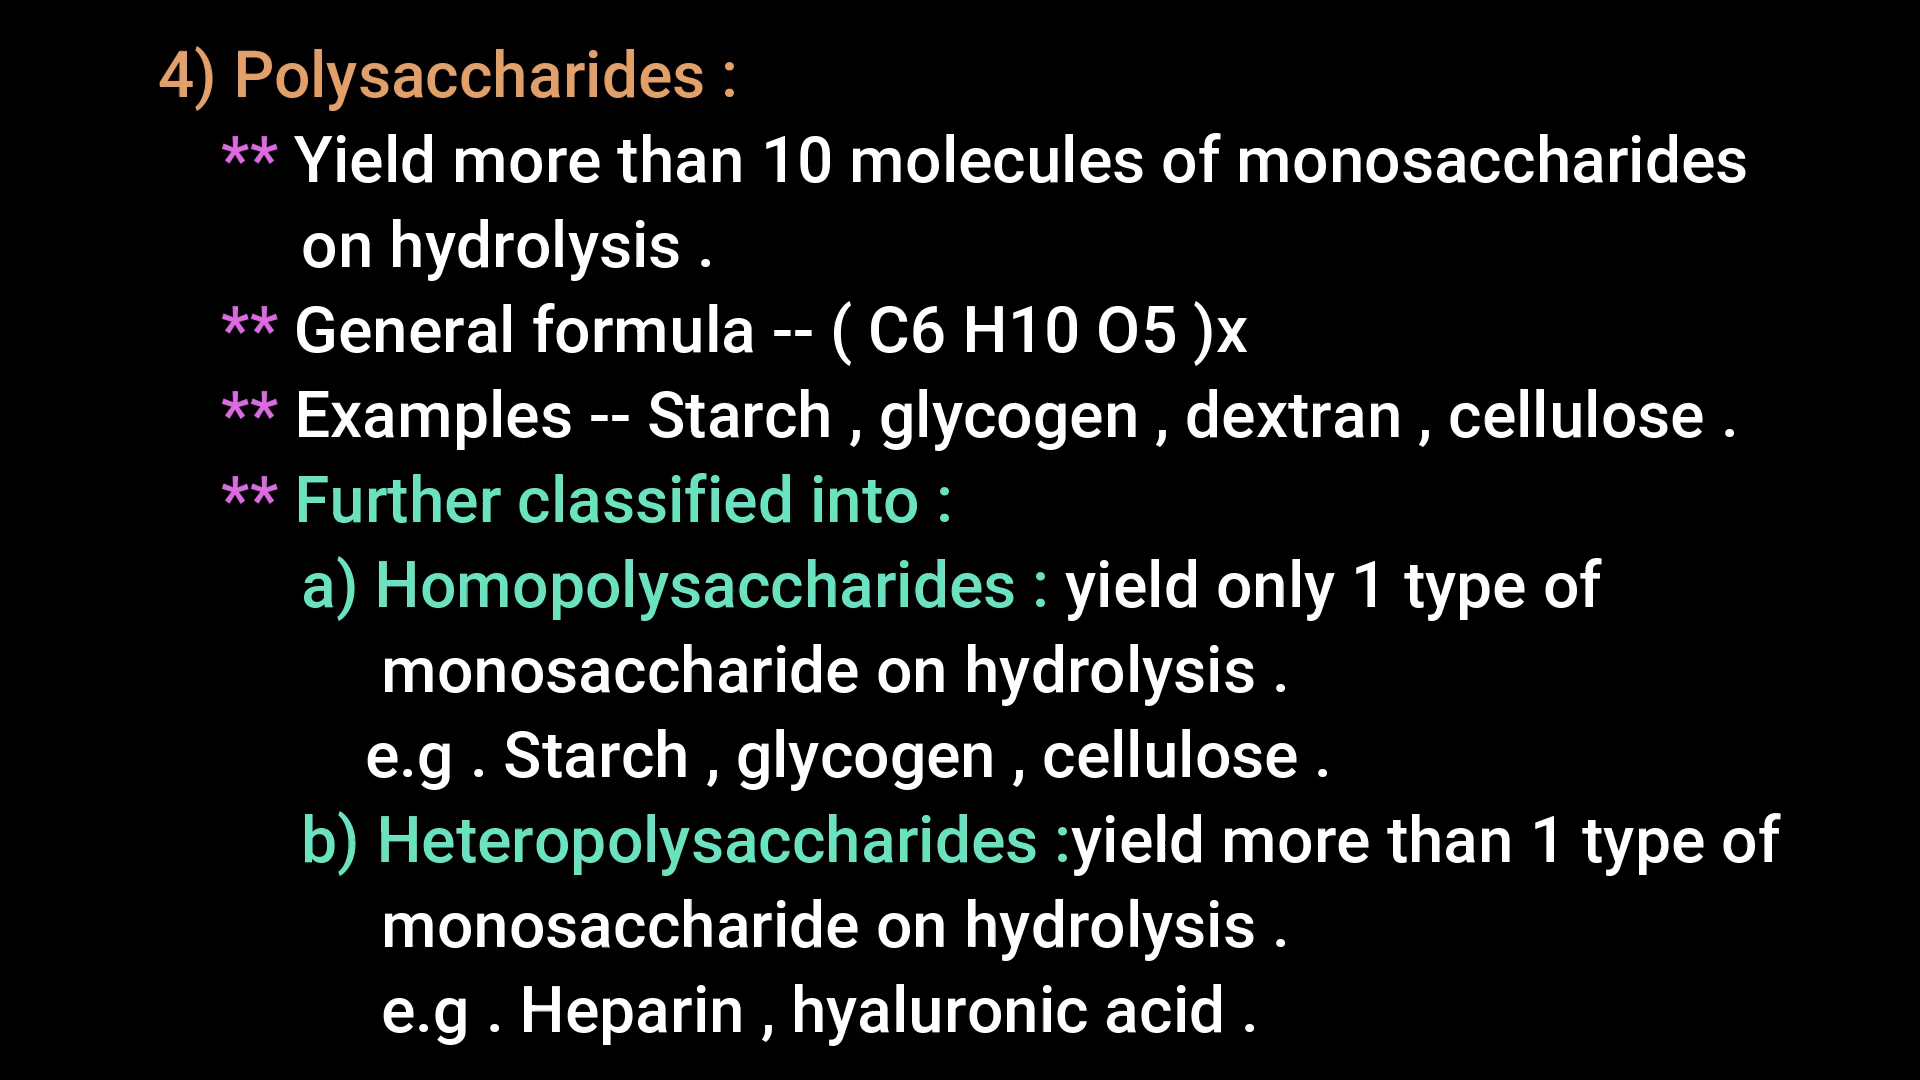 4) Polysaccharides :
** Yield more than 10 molecules of monosaccharides
on hydrolysis .
** General formula -- ( C6 H10 O5 )x
** Examples -- Starch , glycogen , dextran , cellulose .
** Further classified into :
a) Homopolysaccharides : yield only 1 type of
monosaccharide on hydrolysis .
e.g . Starch , glycogen , cellulose .
b) Heteropolysaccharides :yield more than 1 type of
monosaccharide on hydrolysis .
e.g . Heparin , hyaluronic acid .